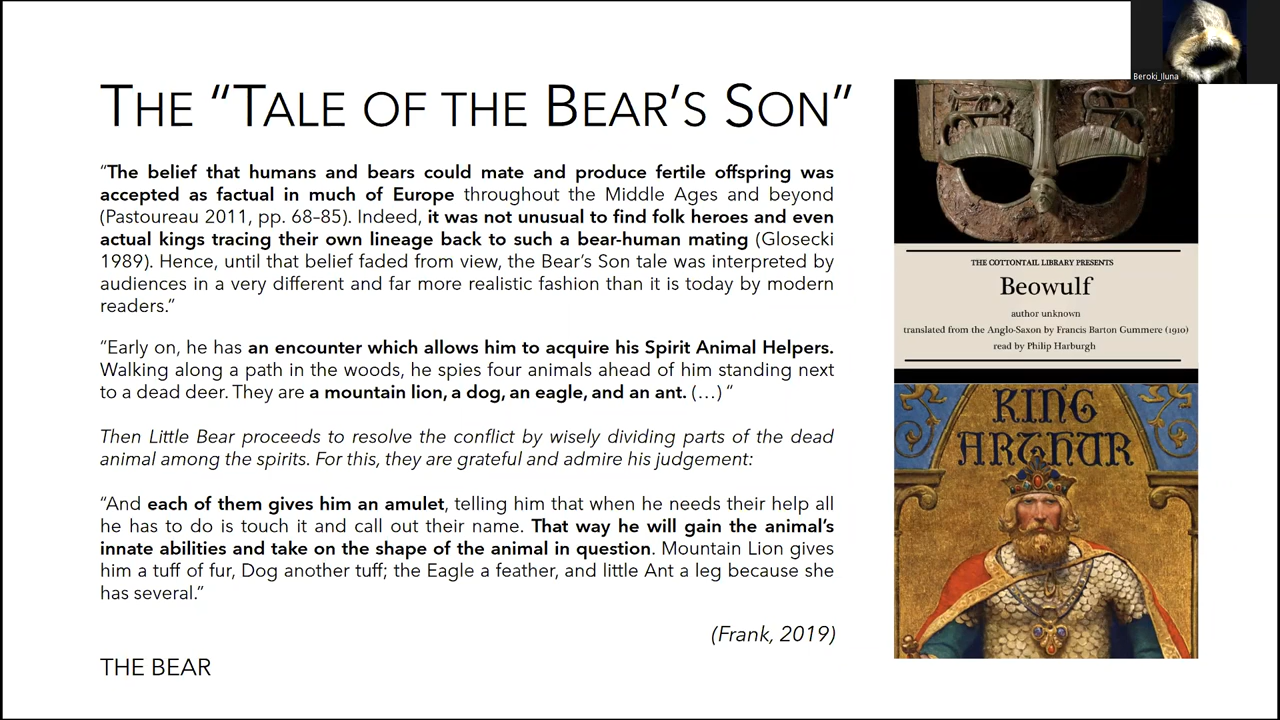 Beroki_Iluna
THE “TALE OF THE BEAR’S SON”
“The belief that humans and bears could mate and produce fertile offspring was
accepted as factual in much of Europe throughout the Middle Ages and beyond
(Pastoureau 2011, pp. 68–85). Indeed, it was not unusual to find folk heroes and even
actual kings tracing their own lineage back to such a bear-human mating (Glosecki
1989). Hence, until that belief faded from view, the Bear’s Son tale was interpreted by
audiences in a very different and far more realistic fashion than it is today by modern
readers.”
“Early on, he has an encounter which allows him to acquire his Spirit Animal Helpers.
Walking along a path in the woods, he spies four animals ahead of him standing next
to a dead deer. They are a mountain lion, a dog, an eagle, and an ant. (…) “
Then Little Bear proceeds to resolve the conflict by wisely dividing parts of the dead
animal among the spirits. For this, they are grateful and admire his judgement:
“And each of them gives him an amulet, telling him that when he needs their help all
he has to do is touch it and call out their name. That way he will gain the animal’s
innate abilities and take on the shape of the animal in question. Mountain Lion gives
him a tuff of fur, Dog another tuff; the Eagle a feather, and little Ant a leg because she
has several.”
(Frank, 2019)
THE BEAR
THE COTTONTAIL LIBRARY PRESENTS
Beowulf
author unknown
translated from the Anglo-Saxon by Francis Barton Gummere (1910)
read by Philip Harburgh
KING
ARTHUR